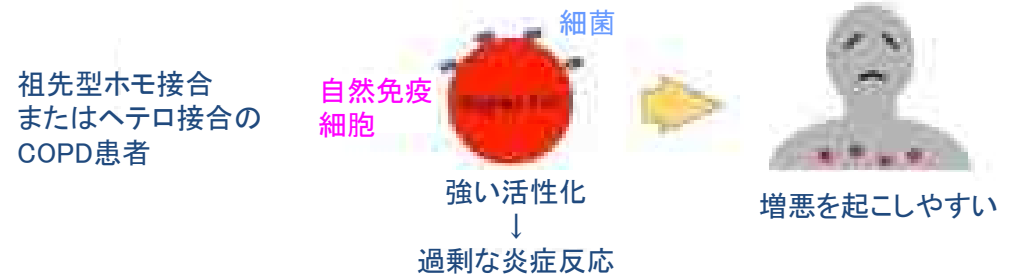 祖先型ホモ接合
またはヘテロ接合の
COPD患者
自然免疫
細胞
細菌
強い活性化
↓
過剰な炎症反応
増悪を起こしやすい